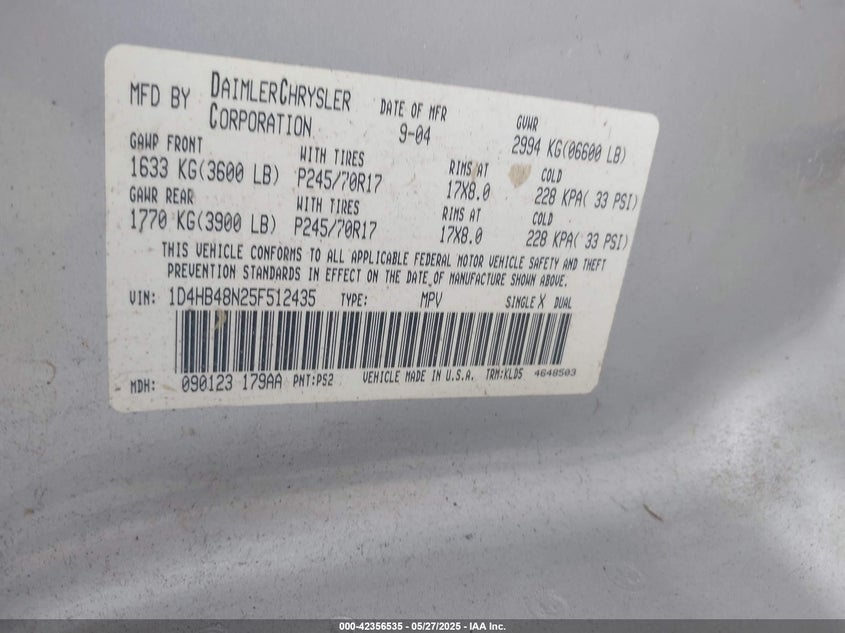 MFD BY DAIMLERCHRYSLER CORPORATION DATE OF MFR 9-04 GVWR 2994 KG(06600 LB)
GAWR FRONT WITH TIRES RIMS AT COLD
1633 KG(3600 LB) P245/70R17 17X8.0 228 KPA( 33 PSI)
GAWR REAR WITH TIRES RIMS AT COLD
1770 KG(3900 LB) P245/70R17 17X8.0 228 KPA( 33 PSI)
THIS VEHICLE CONFORMS TO ALL APPLICABLE FEDERAL MOTOR VEHICLE SAFETY AND THEFT
PREVENTION STANDARDS IN EFFECT ON THE DATE OF MANUFACTURE SHOWN ABOVE.
VIN: 1D4HB48N25F512435 TYPE: MPV SINGLE X DUAL
MDH: 090123 179AA PNT:PS2 VEHICLE MADE IN U.S.A. TRM:KLD5 4648503
000-42356535 - 05/27/2025 - IAA Inc.